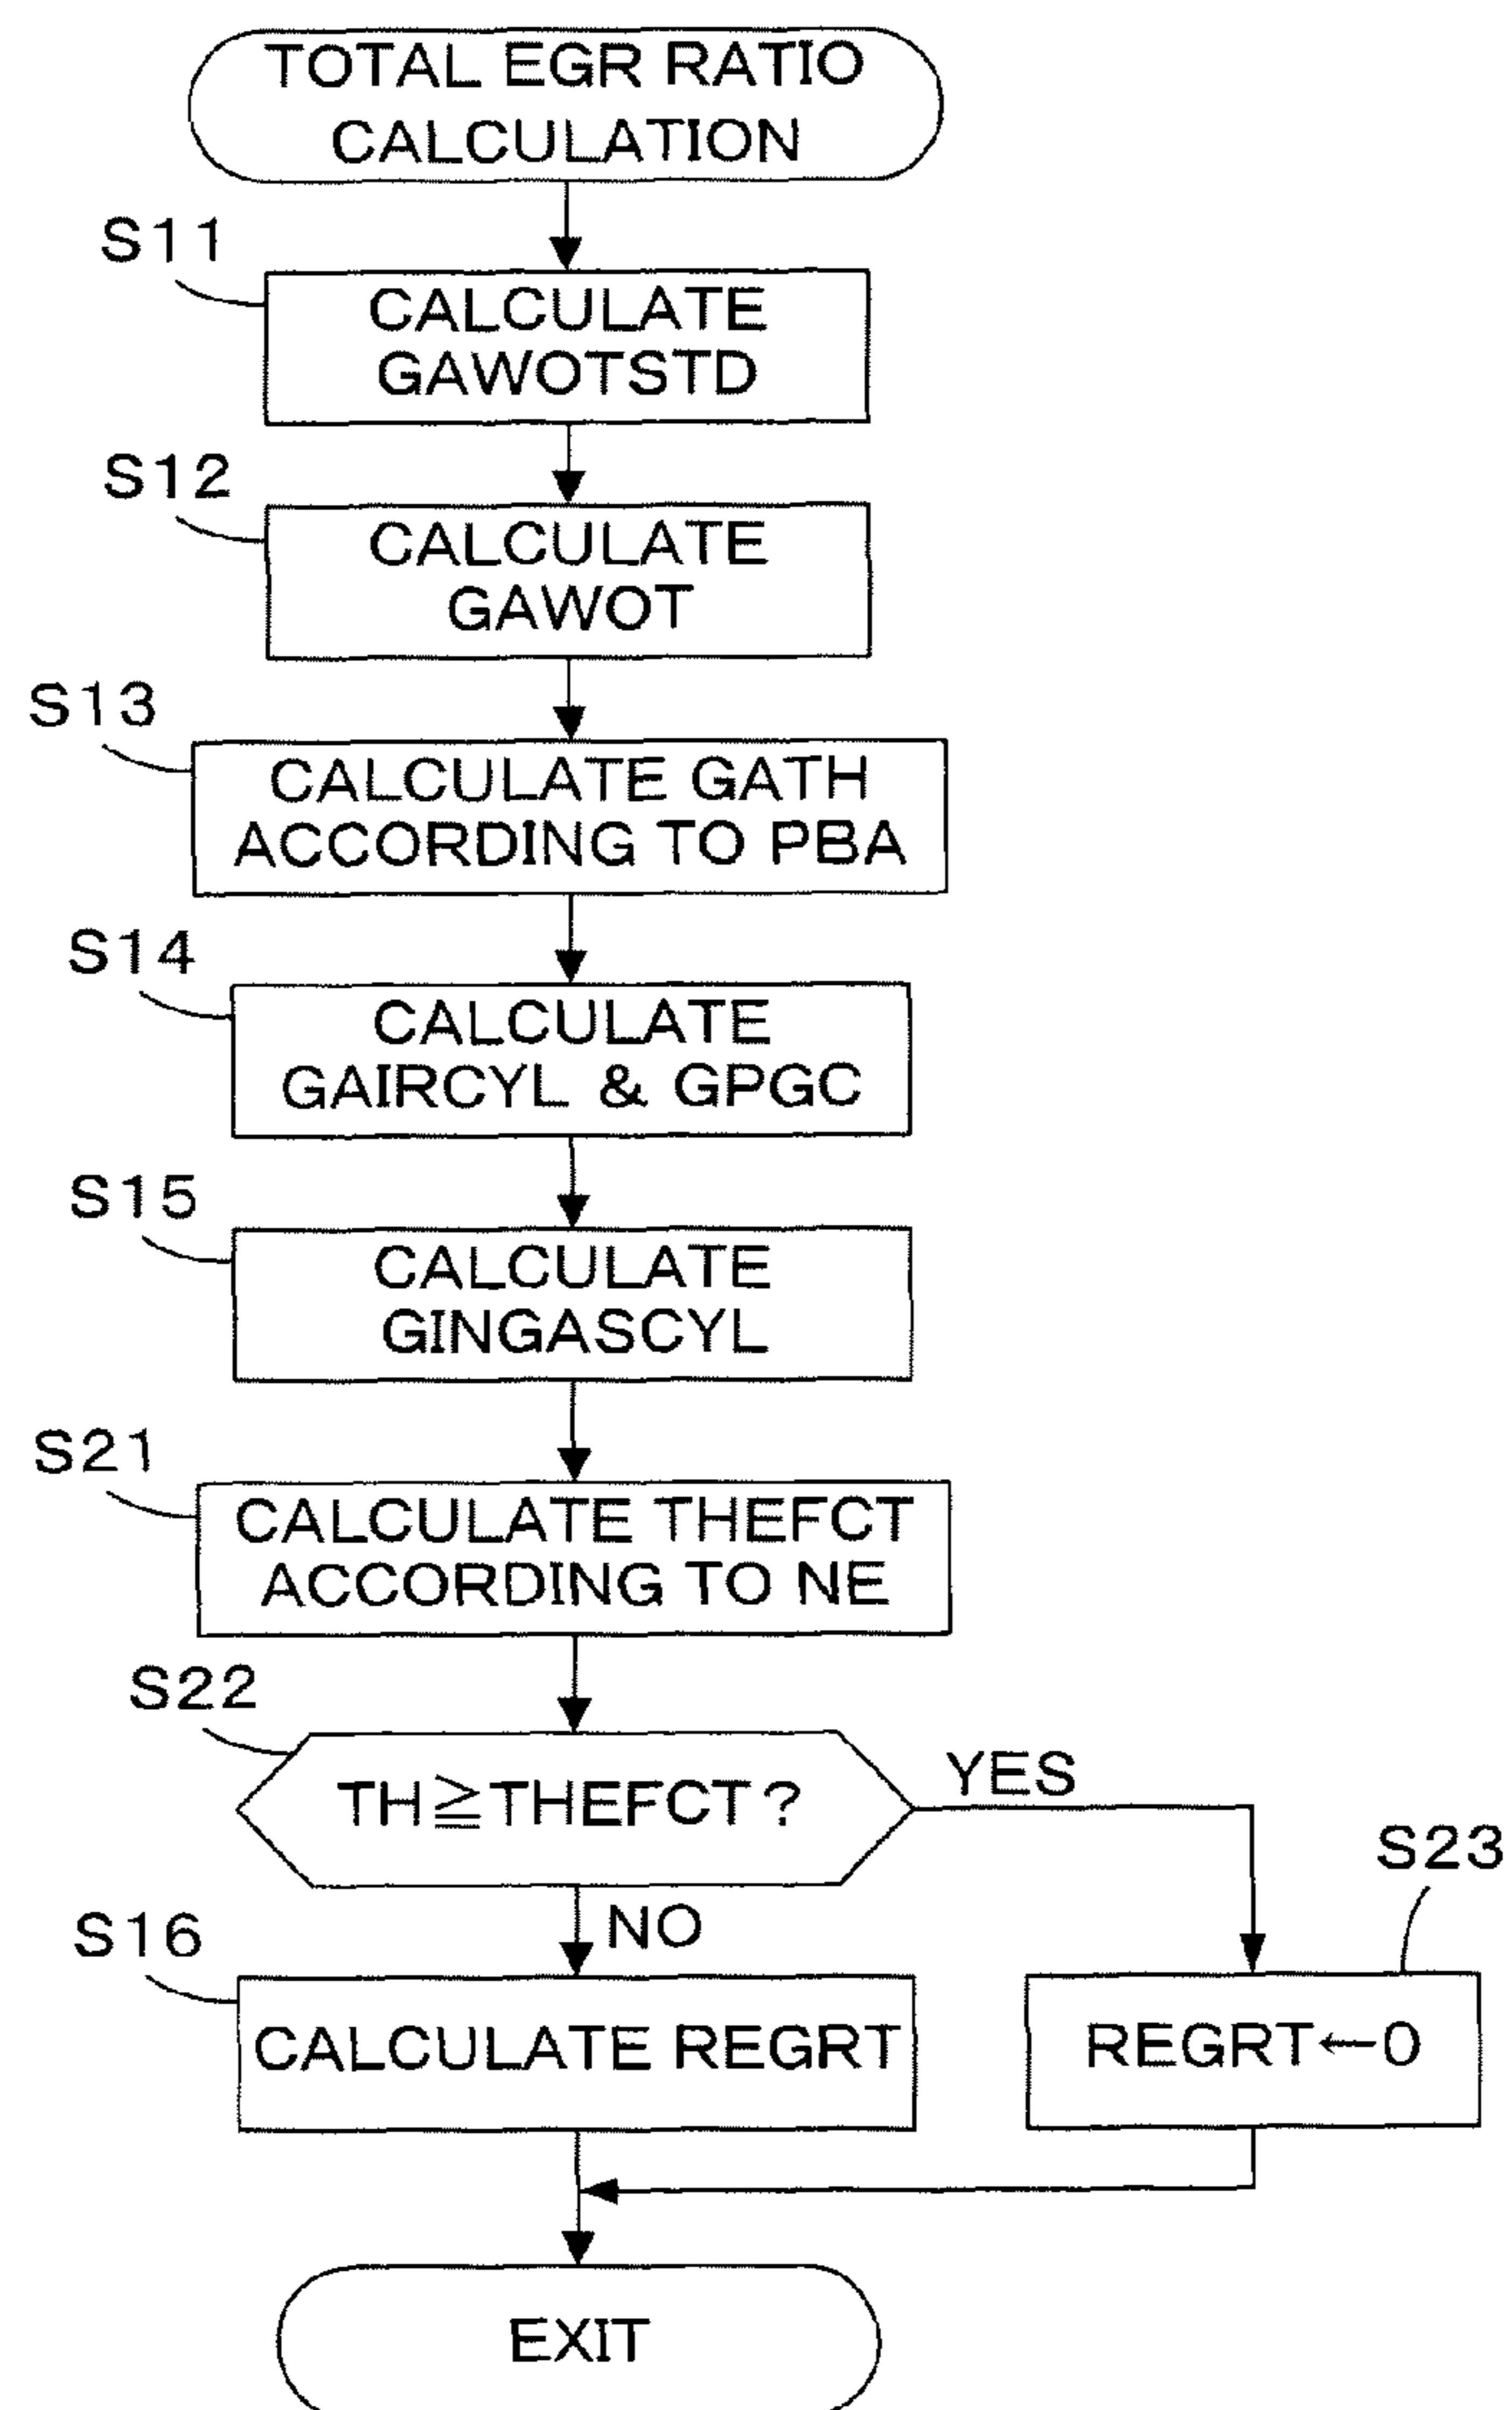 TOTAL EGR RATIO
CALCULATION
S11
CALCULATE
GAWOTSTD
S12
CALCULATE
GAWOT
S13
CALCULATE GATH
ACCORDING TO PBA
S14
CALCULATE
GAIRCYL & GPGC
S15
CALCULATE
GINGASCYL
S21
CALCULATE THEFCT
ACCORDING TO NE
S22
TH≧THEFCT?
YES
S23
NO
S16
CALCULATE REGRT
REGRT←0
EXIT